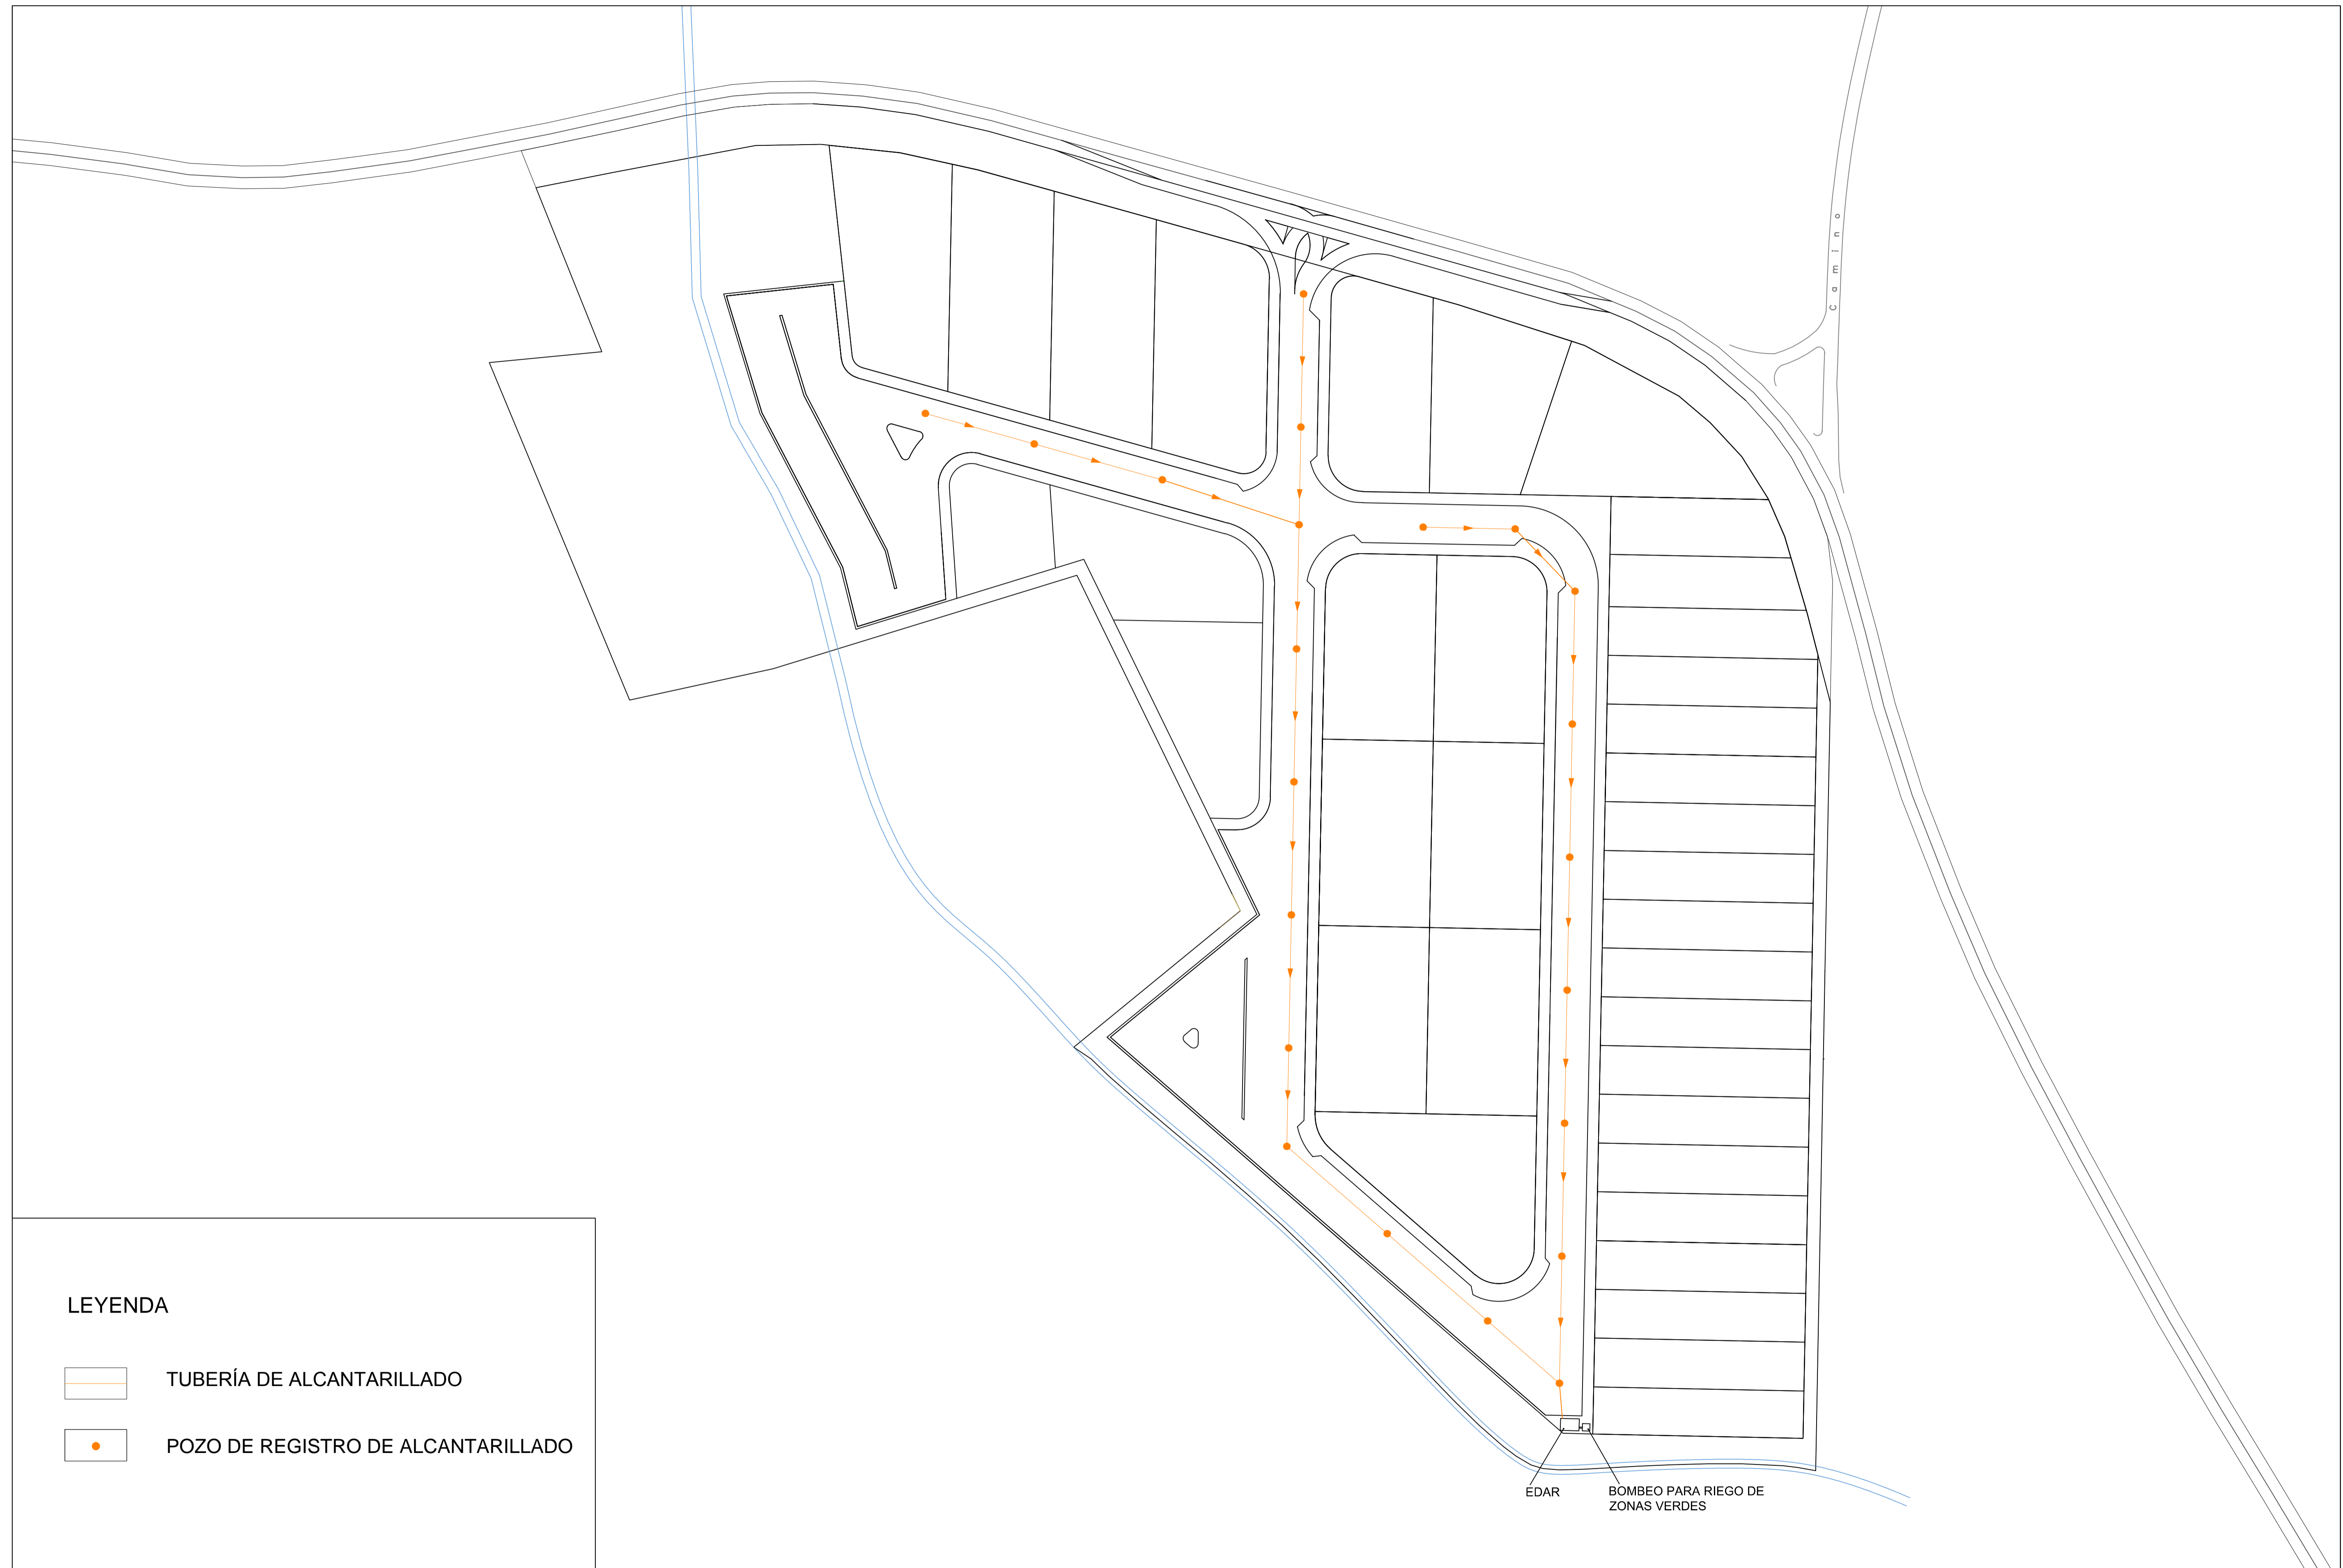 Camino
LEYENDA
TUBERÍA DE ALCANTARILLADO
POZO DE REGISTRO DE ALCANTARILLADO
EDAR
BOMBEO PARA RIEGO DE
ZONAS VERDES